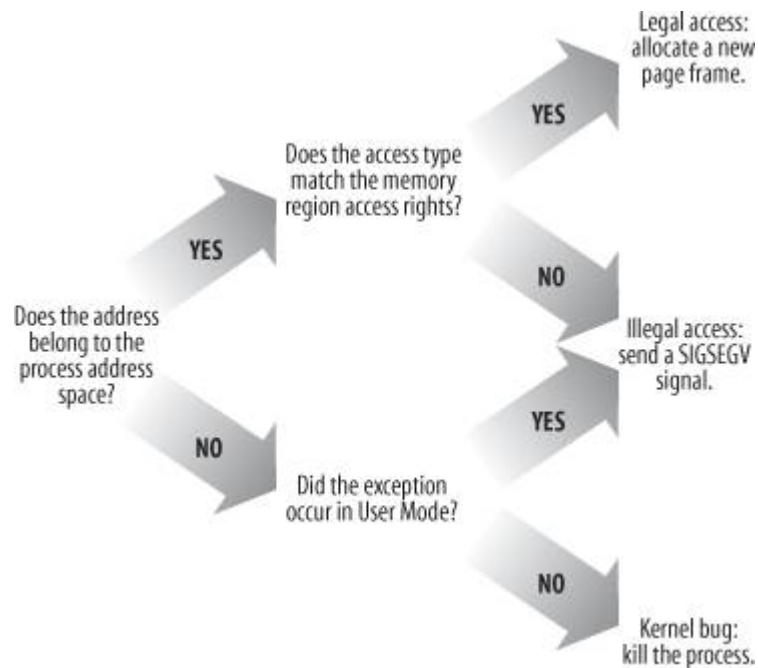 Legal access:
allocate a new
page frame.
YES
Does the access type
match the memory
region access rights?
YES
NO
Does the address
belong to the
process address
space?
Illegal access:
send a SIGSEGV
signal.
YES
NO
Did the exception
occur in User Mode?
NO
Kernel bug:
kill the process.